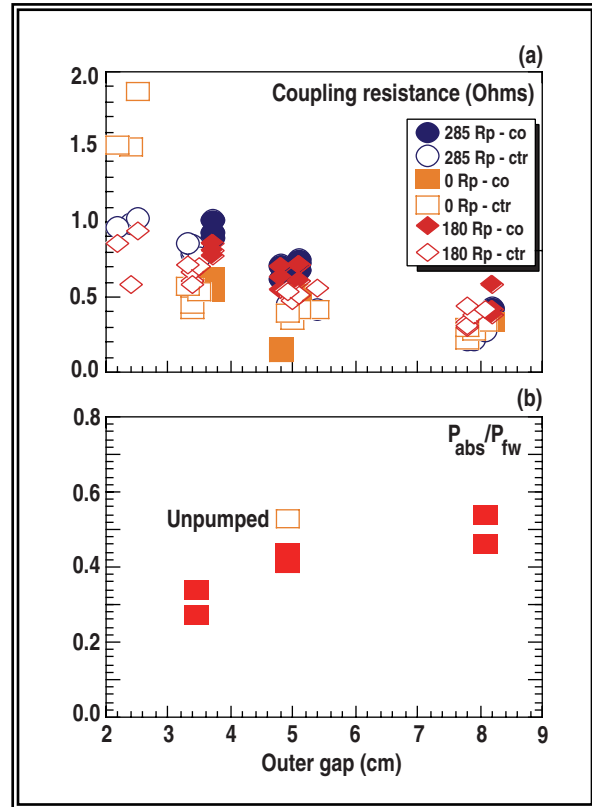 (a)
2.0
Coupling resistance (Ohms)
285 Rp - co
1.5
285 Rp - ctr
0 Rp - co
0 Rp - ctr
1.0
180 Rp - co
180 Rp - ctr
0.5
0.0
(b)
0.8
Pabs/Pfw
0.6
Unpumped
0.4
0.2
0.0
2 3 4 5 6 7 8 9
Outer gap (cm)